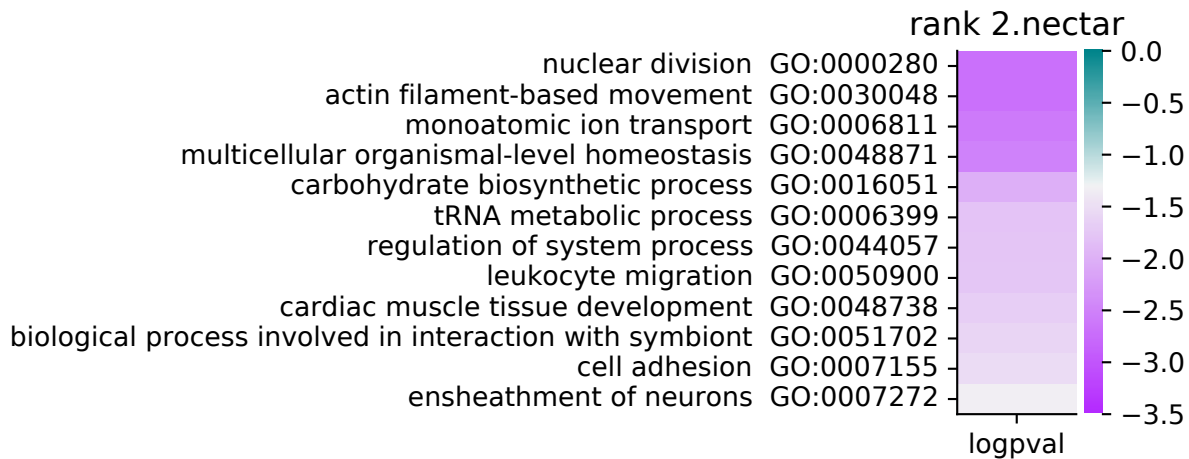 rank 2.nectar
nuclear division GO:0000280
actin filament-based movement GO:0030048
monoatomic ion transport GO:0006811
multicellular organismal-level homeostasis GO:0048871
carbohydrate biosynthetic process GO:0016051
tRNA metabolic process GO:0006399
regulation of system process GO:0044057
leukocyte migration GO:0050900
cardiac muscle tissue development GO:0048738
biological process involved in interaction with symbiont GO:0051702
cell adhesion GO:0007155
ensheathment of neurons GO:0007272
logpval
0.0
−0.5
−1.0
−1.5
−2.0
−2.5
−3.0
−3.5